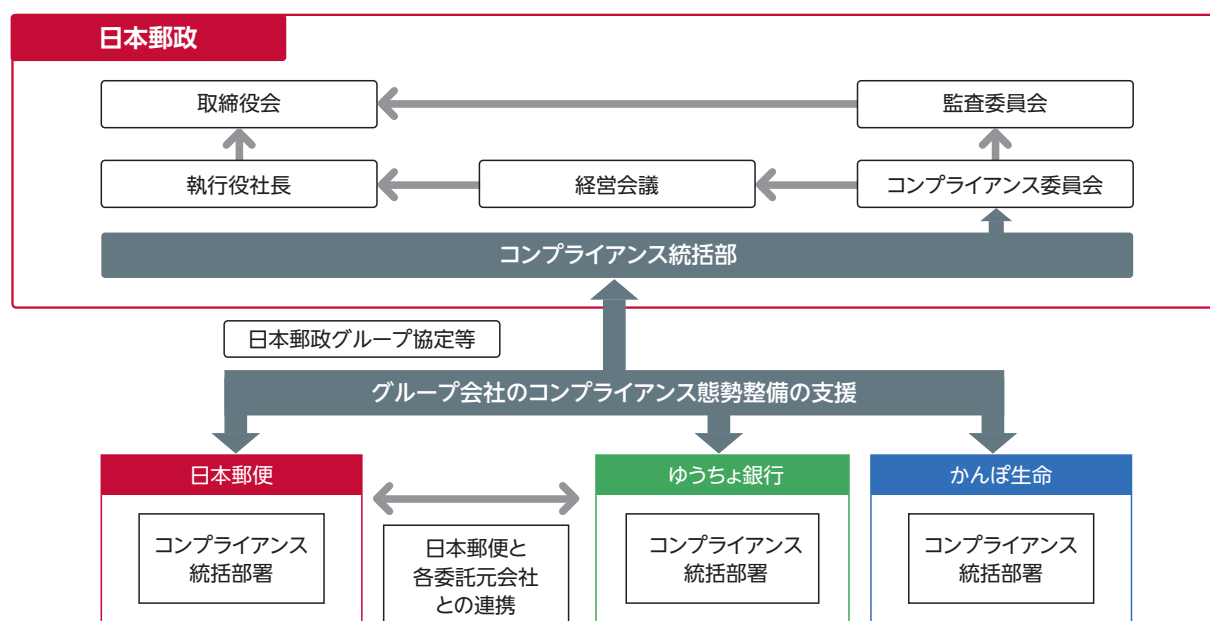 日本郵政
取締役会
監査委員会
執行役社長
経営会議
コンプライアンス委員会
コンプライアンス統括部
日本郵政グループ協定等
グループ会社のコンプライアンス態勢整備の支援
日本郵便
ゆうちょ銀行
かんぽ生命
コンプライアンス
統括部署
日本郵便と
各委託元会社
との連携
コンプライアンス
統括部署
コンプライアンス
統括部署